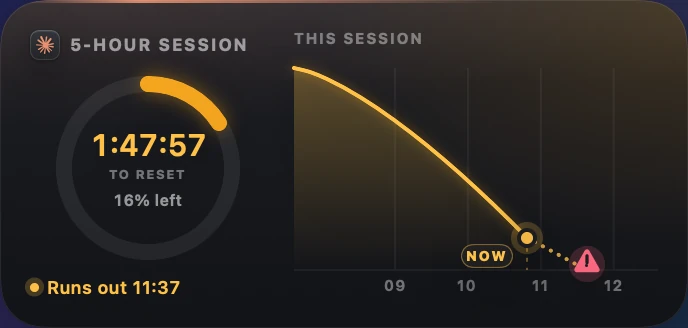 5-HOUR SESSION
1:47:57
TO RESET
16% left
Runs out 11:37
THIS SESSION
NOW
09 10 11 12